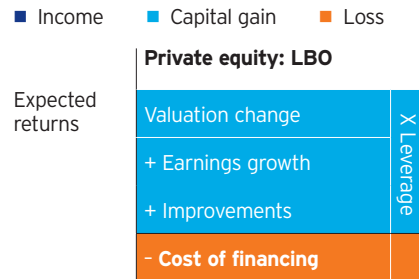 Income Capital gain Loss
Private equity: LBO
Expected
returns
Valuation change
+ Earnings growth
+ Improvements
- Cost of financing
X Leverage